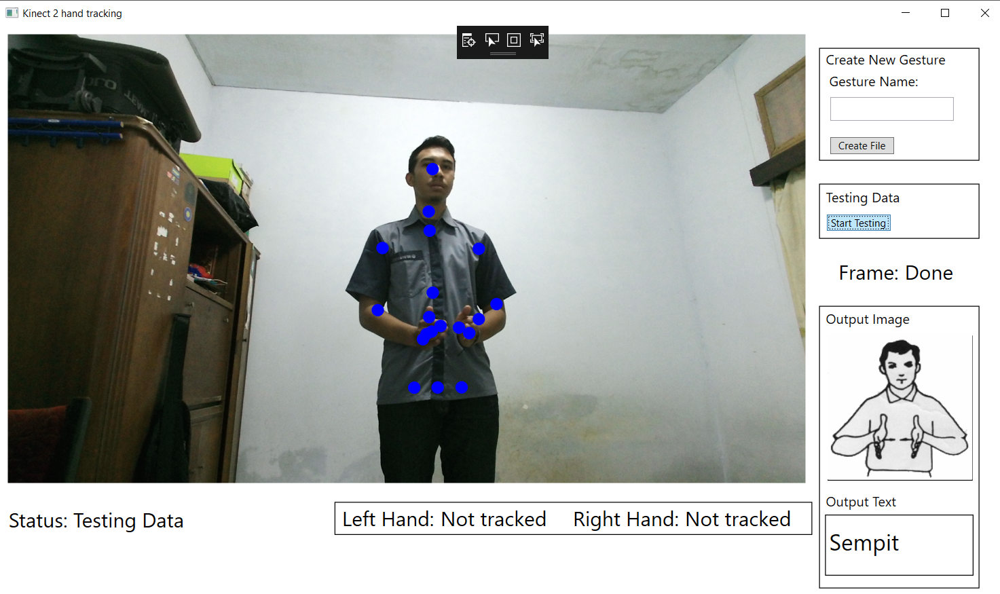 Kinect 2 hand tracking
Create New Gesture
Gesture Name:
Create File
Testing Data
Start Testing
Frame: Done
Output Image
Output Text
Sempit
Status: Testing Data
Left Hand: Not tracked
Right Hand: Not tracked